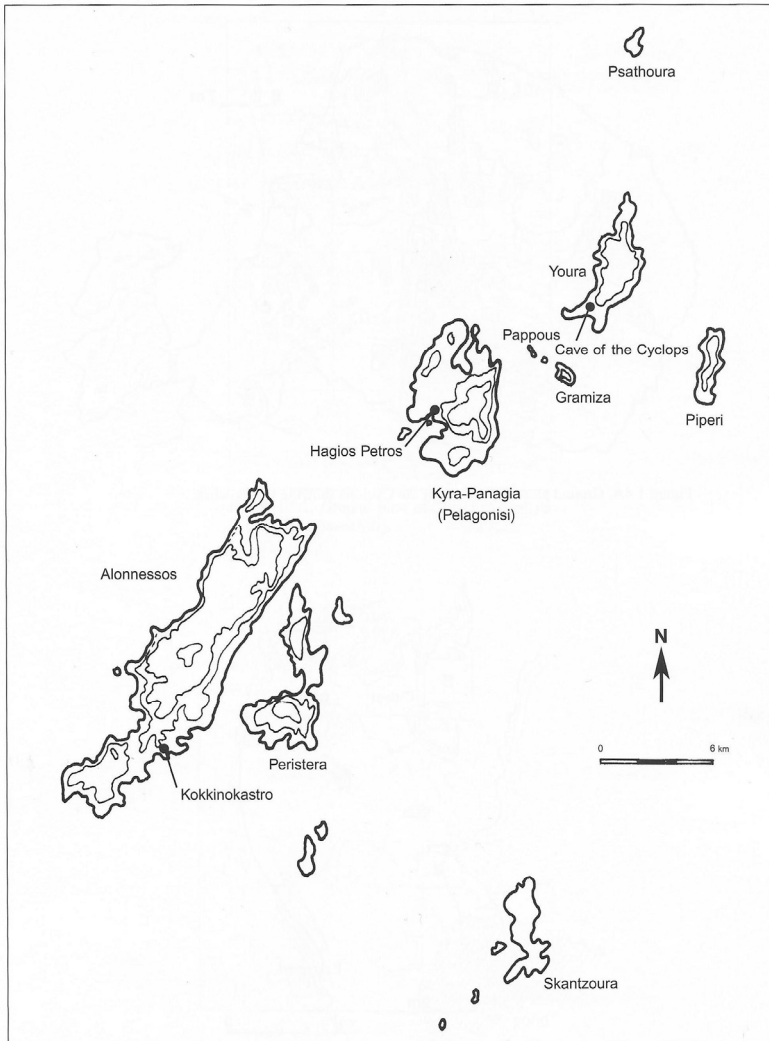 Psathoura
Youra
Pappous
Cave of the Cyclops
Gramiza
Piperi
Hagios Petros
Kyra-Panagia
(Pelagonisi)
Alonnessos
N
0 6 km
Peristera
Kokkinokastro
Skantzoura